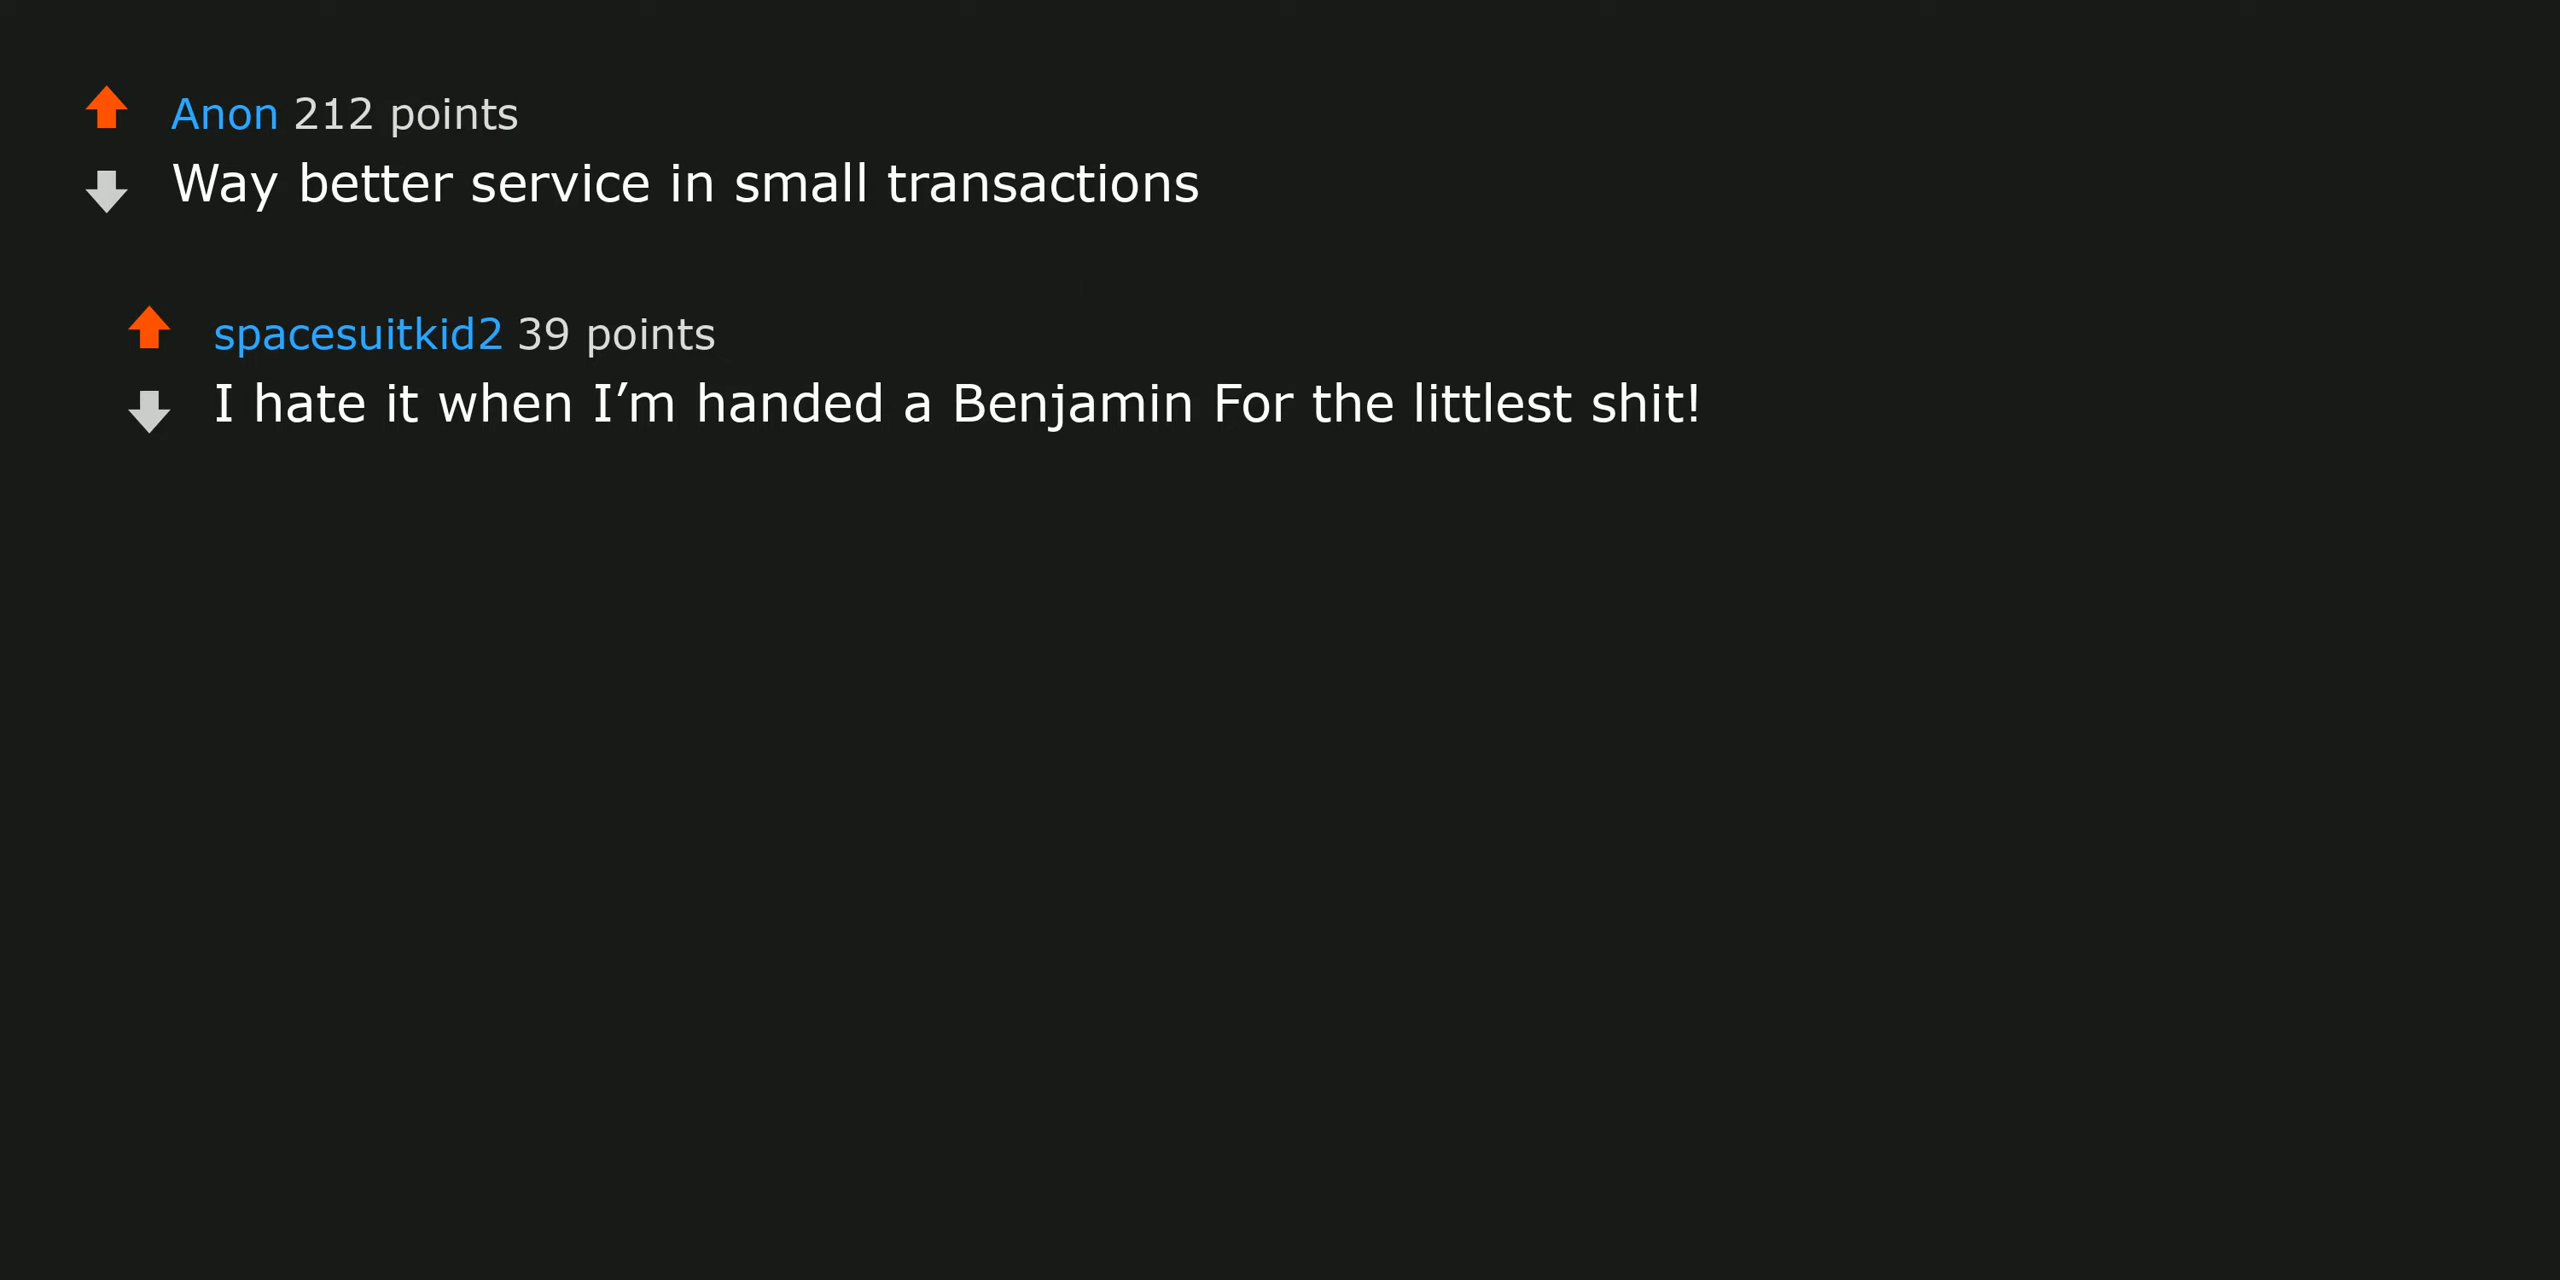 Anon 212 points
Way better service in small transactions
spacesuitkid2 39 points
I hate it when I’m handed a Benjamin For the littlest shit!